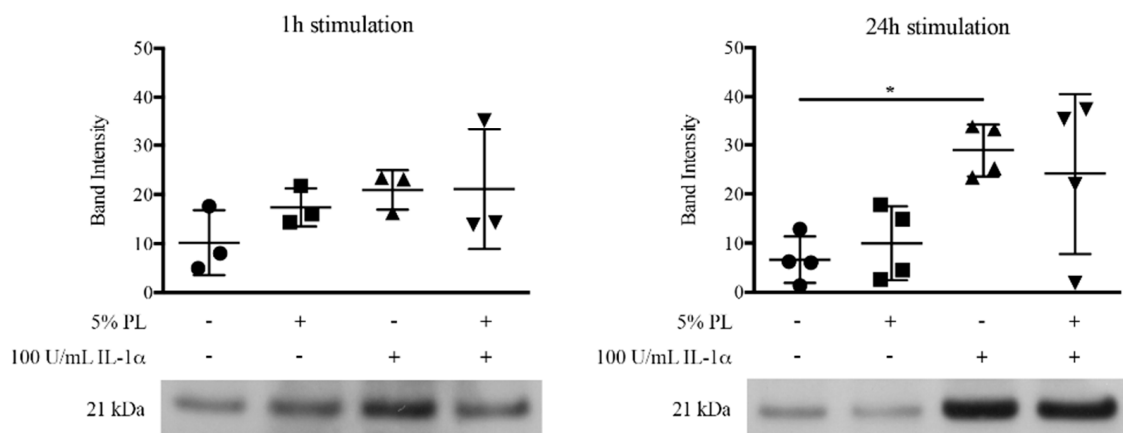 1h stimulation
50
40
30
20
10
0
Band Intensity
5% PL - + - +
100 U/mL IL-1α - - + +
21 kDa
24h stimulation
50
40
30
20
10
0
Band Intensity
*
5% PL - + - +
100 U/mL IL-1α - - + +
21 kDa